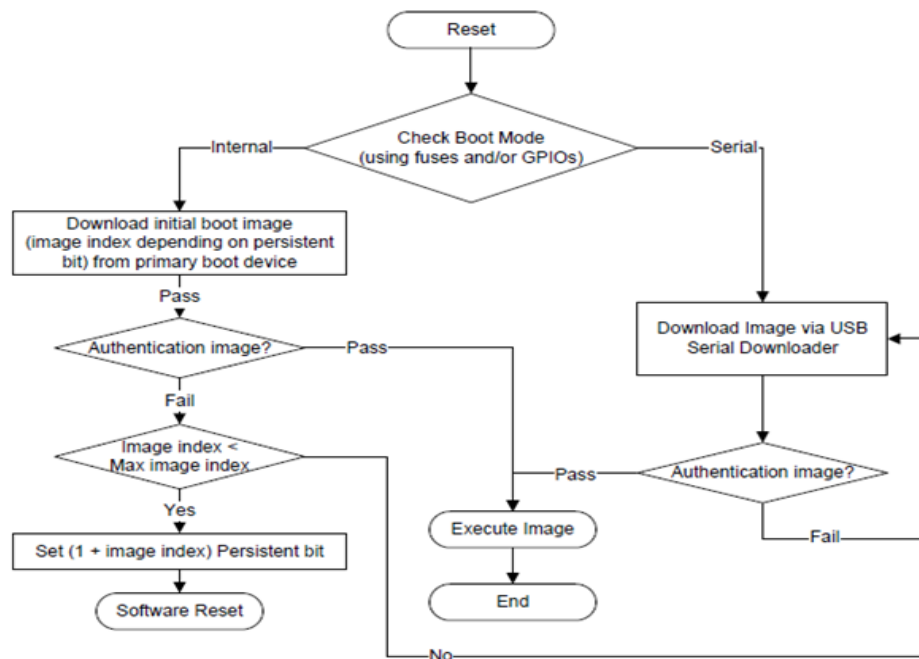 Reset
Check Boot Mode
(using fuses and/or GPIOs)
Internal
Serial
Download initial boot image
(image index depending on persistent
bit) from primary boot device
Pass
Download Image via USB
Serial Downloader
Authentication image?
Pass
Fail
Image index <
Max image index
Pass
Authentication image?
Yes
Execute Image
Fail
Set (1 + image index) Persistent bit
End
Software Reset
No